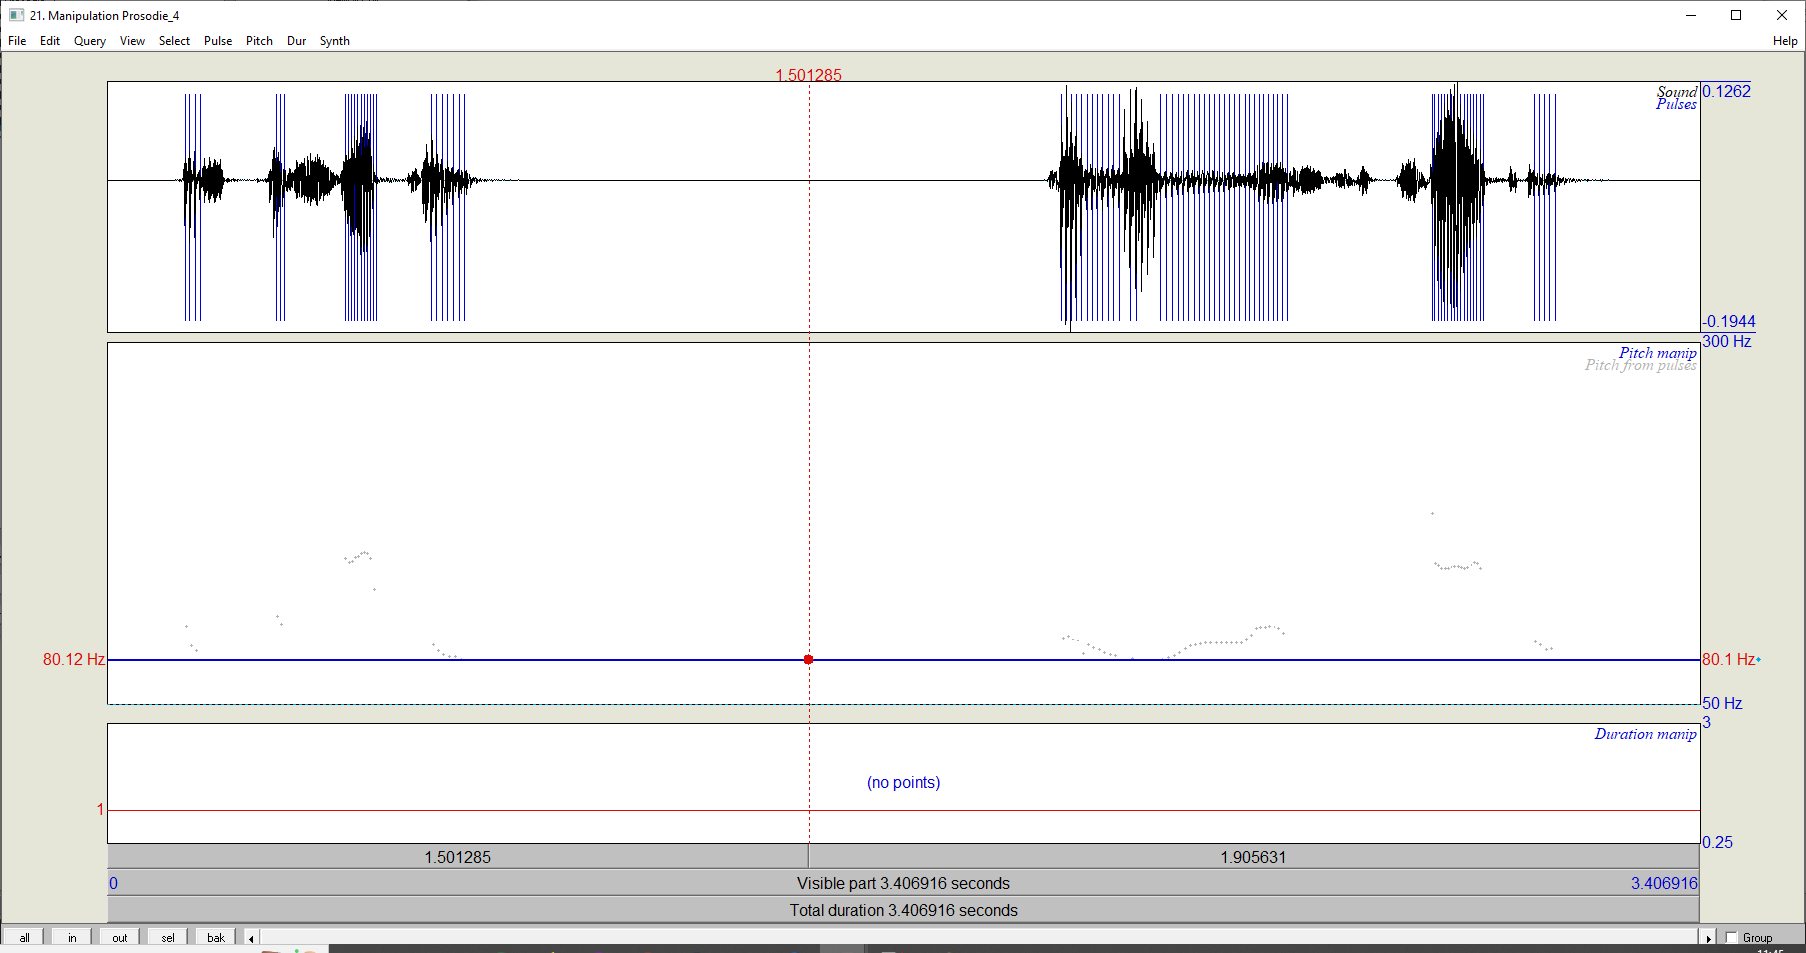 21. Manipulation Prosodie_4
File Edit Query View Select Pulse Pitch Dur Synth Help
1.501285
Sound
Pulses
0.1262
-0.1944
300 Hz
Pitch manip
Pitch from pulses
80.12 Hz
80.1 Hz
50 Hz
3
Duration manip
(no points)
1
0.25
1.501285 1.905631
0 Visible part 3.406916 seconds 3.406916
Total duration 3.406916 seconds
all in out sel bak Group